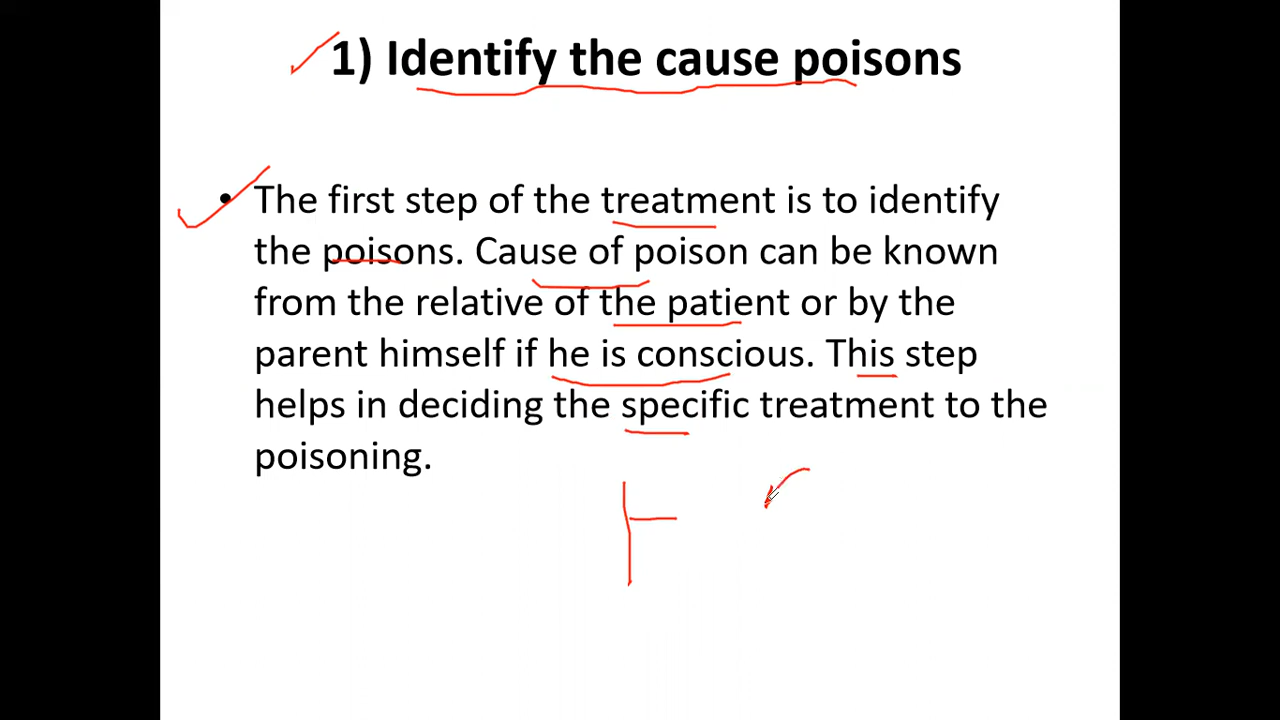 1) Identify the cause poisons
• The first step of the treatment is to identify
the poisons. Cause of poison can be known
from the relative of the patient or by the
parent himself if he is conscious. This step
helps in deciding the specific treatment to the
poisoning.